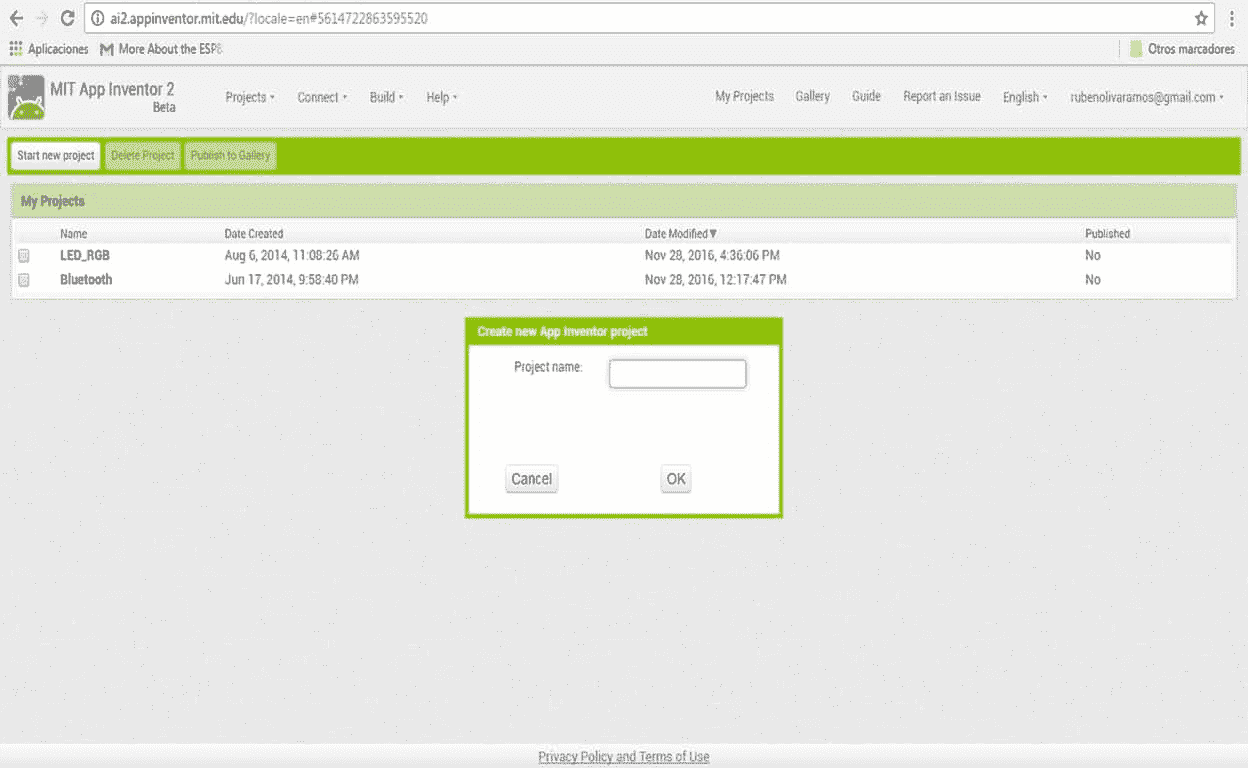 ai2.appinventor.mit.edu/?locale=en#5614722863595520
Aplicaciones More About the ESP8 Otros marcadores
MIT App Inventor 2
Beta
Projects Connect Build Help My Projects Gallery Guide Report an Issue English rubenolivaramos@gmail.com
Start new project Delete Project Publish to Gallery
My Projects
Name Date Created Date Modified▼ Published
LED_RGB Aug 6, 2014, 11:08:26 AM Nov 28, 2016, 4:36:06 PM No
Bluetooth Jun 17, 2014, 9:58:40 PM Nov 28, 2016, 12:17:47 PM No
Create new App Inventor project
Project name:
Cancel OK
Privacy Policy and Terms of Use